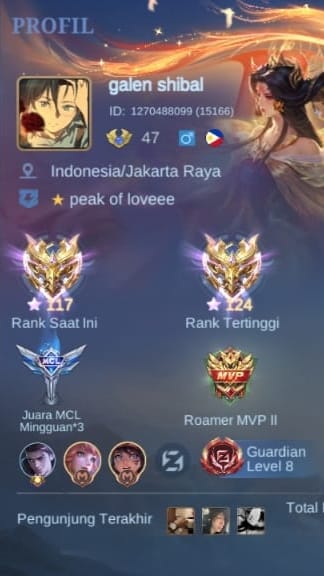 PROFIL
galen shibal
ID: 1270488099 (15166)
47
Indonesia/Jakarta Raya
peak of loveee
117
124
Rank Saat Ini
Rank Tertinggi
MCL
MVP
Juara MCL
Mingguan*3
Roamer MVP II
Guardian
Level 8
Pengunjung Terakhir
Total